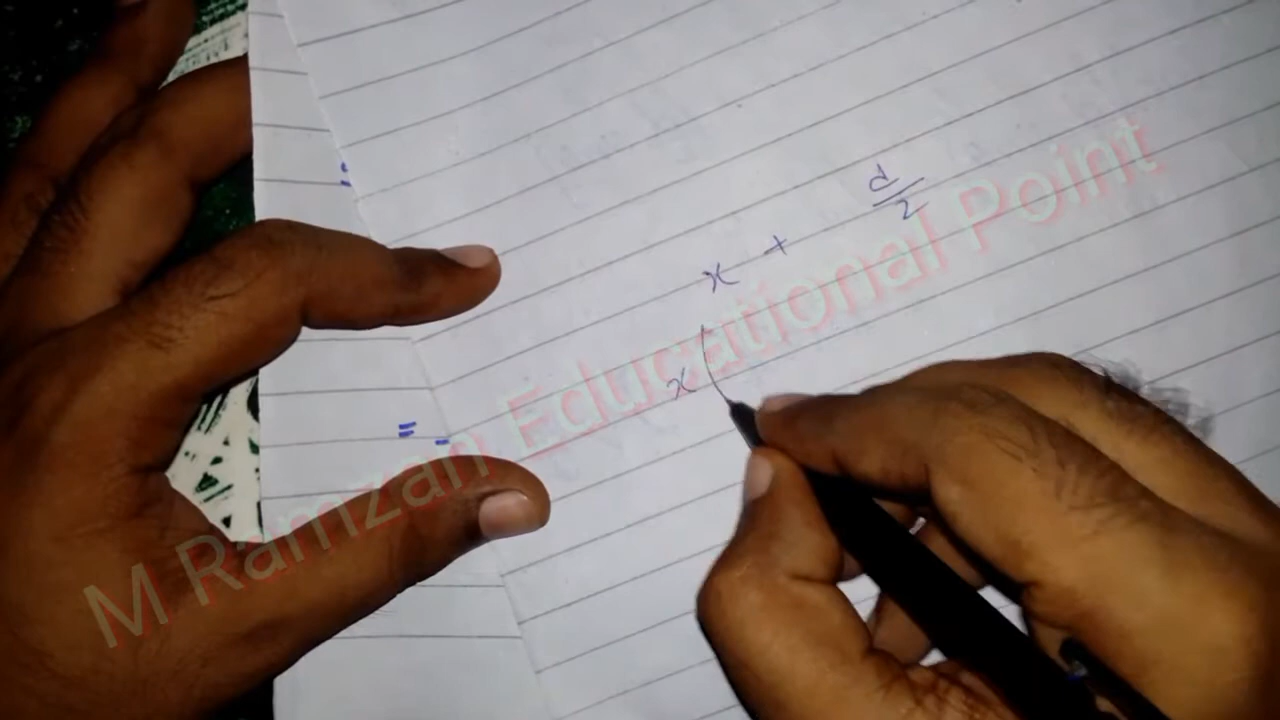 x + d/2
x (
M Ramzan Educational Point